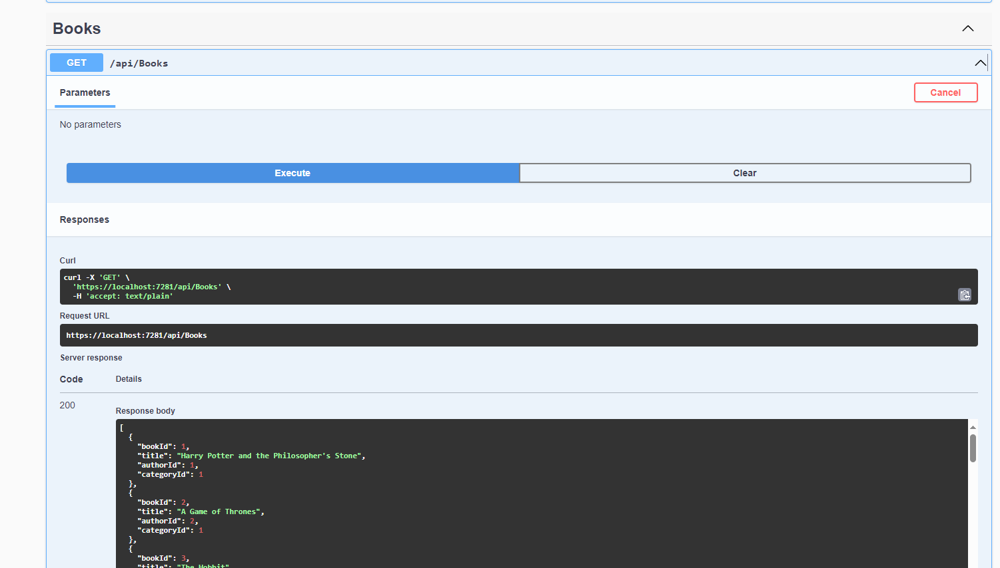 Books
GET /api/Books
Parameters Cancel
No parameters
Execute Clear
Responses
Curl
curl -X 'GET' \
  'https://localhost:7281/api/Books' \
  -H 'accept: text/plain'
Request URL
https://localhost:7281/api/Books
Server response
Code Details
200
Response body
[
  {
    "bookId": 1,
    "title": "Harry Potter and the Philosopher's Stone",
    "authorId": 1,
    "categoryId": 1
  },
  {
    "bookId": 2,
    "title": "A Game of Thrones",
    "authorId": 2,
    "categoryId": 1
  },
  {
    "bookId": 3,
    "title": "The Hobbit"